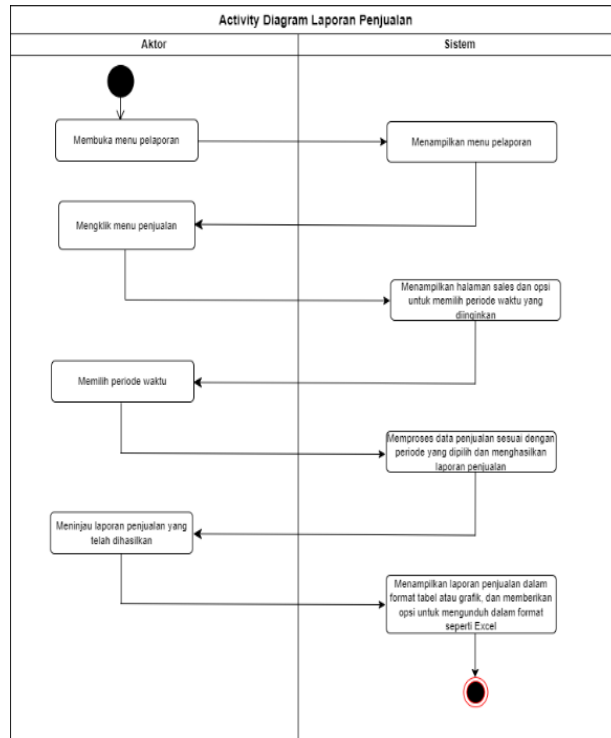 Activity Diagram Laporan Penjualan
Aktor
Sistem
Membuka menu pelaporan
Menampilkan menu pelaporan
Mengklik menu penjualan
Menampilkan halaman sales dan opsi
untuk memilih periode waktu yang
diinginkan
Memilih periode waktu
Memproses data penjualan sesuai dengan
periode yang dipilih dan menghasilkan
laporan penjualan
Meninjau laporan penjualan yang
telah dihasilkan
Menampilkan laporan penjualan dalam
format tabel atau grafik, dan memberikan
opsi untuk mengunduh dalam format
seperti Excel